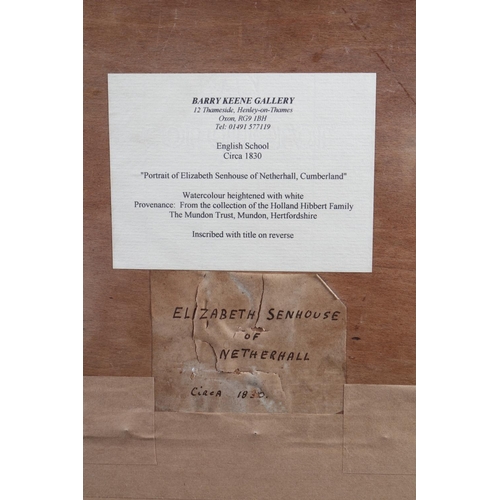 BARRY KEENE GALLERY
12 Thameside, Henley-on-Thames
Oxon, RG9 1BH
Tel: 01491 577119
English School
Circa 1830
"Portrait of Elizabeth Senhouse of Netherhall, Cumberland"
Watercolour heightened with white
Provenance: From the collection of the Holland Hibbert Family
The Mundon Trust, Mundon, Hertfordshire
Inscribed with title on reverse
ELIZABETH SENHOUSE
OF
NETHERHALL
CIRCA 1830.